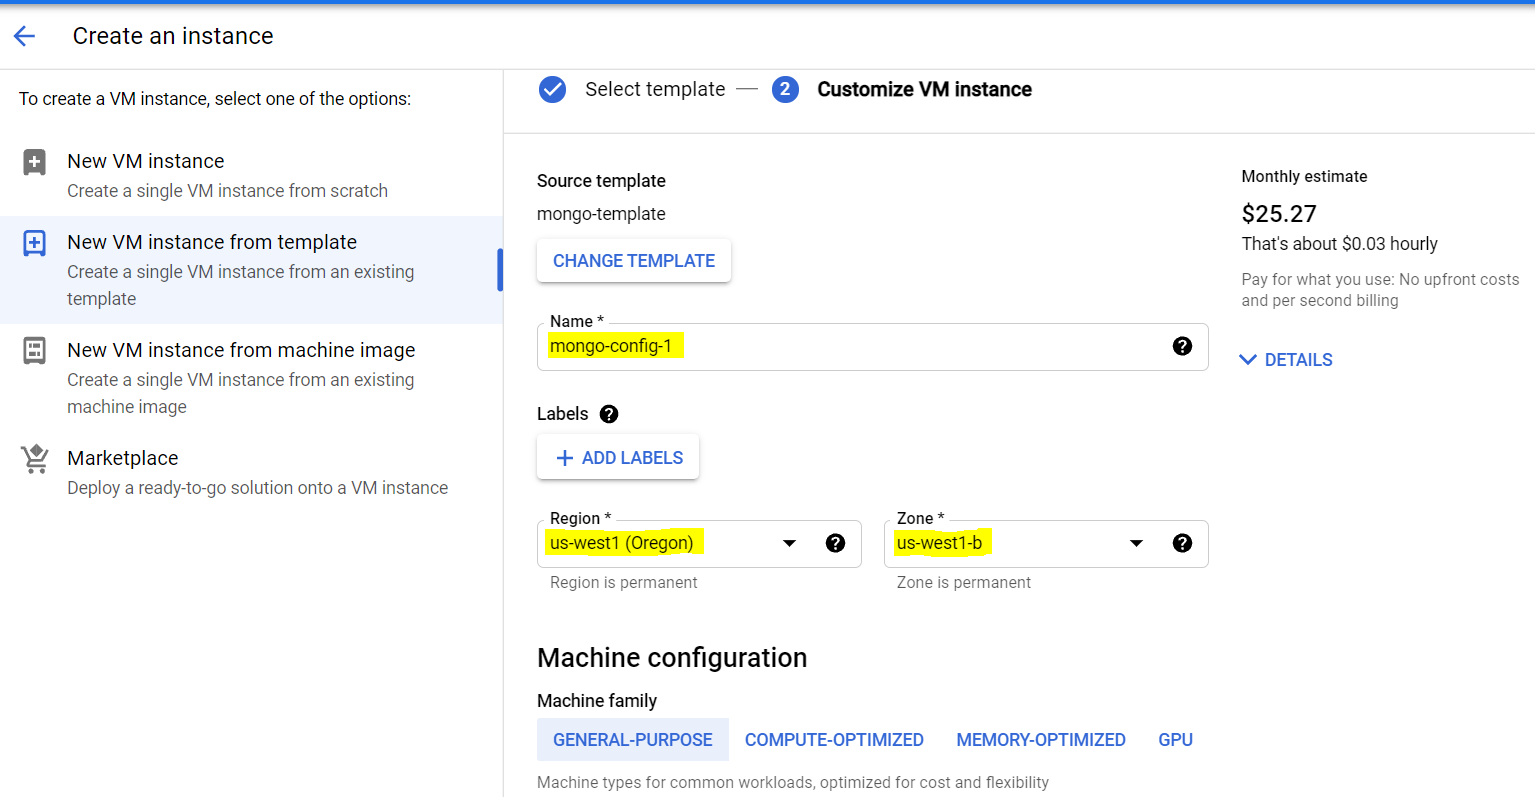 Create an instance
To create a VM instance, select one of the options:
New VM instance
Create a single VM instance from scratch
New VM instance from template
Create a single VM instance from an existing
template
New VM instance from machine image
Create a single VM instance from an existing
machine image
Marketplace
Deploy a ready-to-go solution onto a VM instance
Select template — 2 Customize VM instance
Source template
mongo-template
CHANGE TEMPLATE
Name *
mongo-config-1
Labels
ADD LABELS
Region *
us-west1 (Oregon)
Region is permanent
Zone *
us-west1-b
Zone is permanent
Machine configuration
Machine family
GENERAL-PURPOSE COMPUTE-OPTIMIZED MEMORY-OPTIMIZED GPU
Machine types for common workloads, optimized for cost and flexibility
Monthly estimate
$25.27
That's about $0.03 hourly
Pay for what you use: No upfront costs
and per second billing
DETAILS